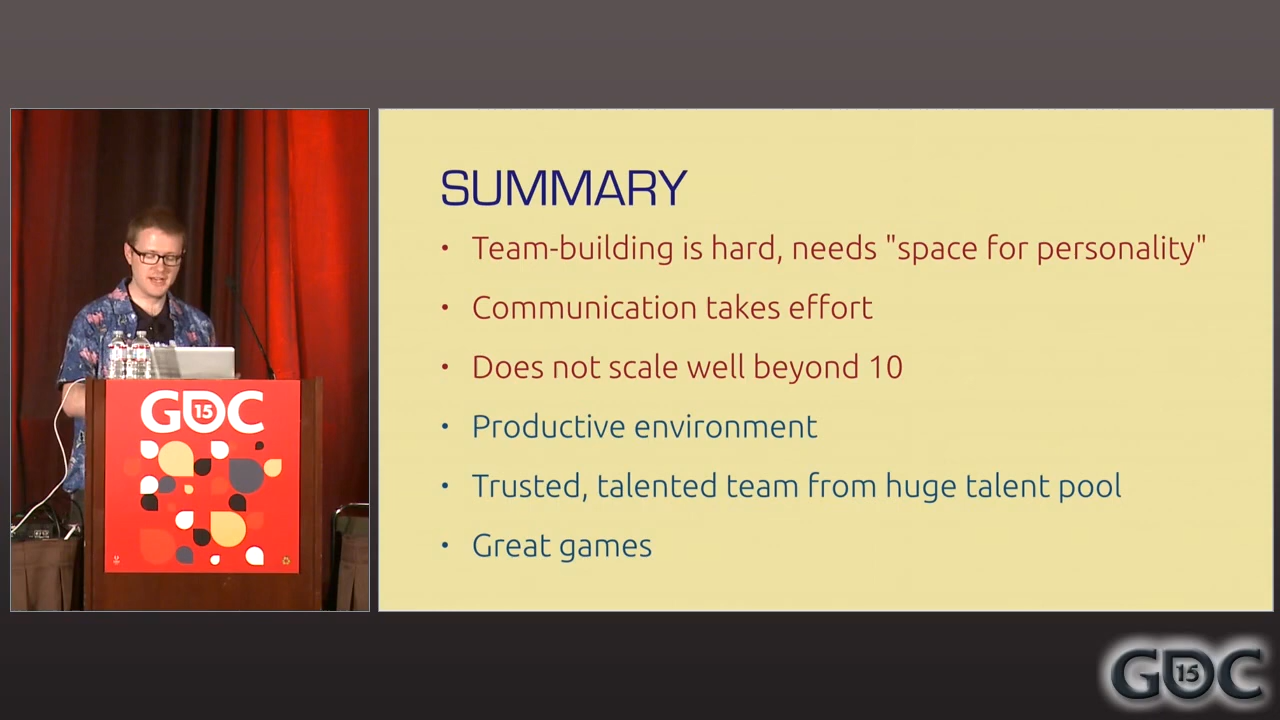 SUMMARY
• Team-building is hard, needs "space for personality"
• Communication takes effort
• Does not scale well beyond 10
• Productive environment
• Trusted, talented team from huge talent pool
• Great games
GDC 15
GDC 15